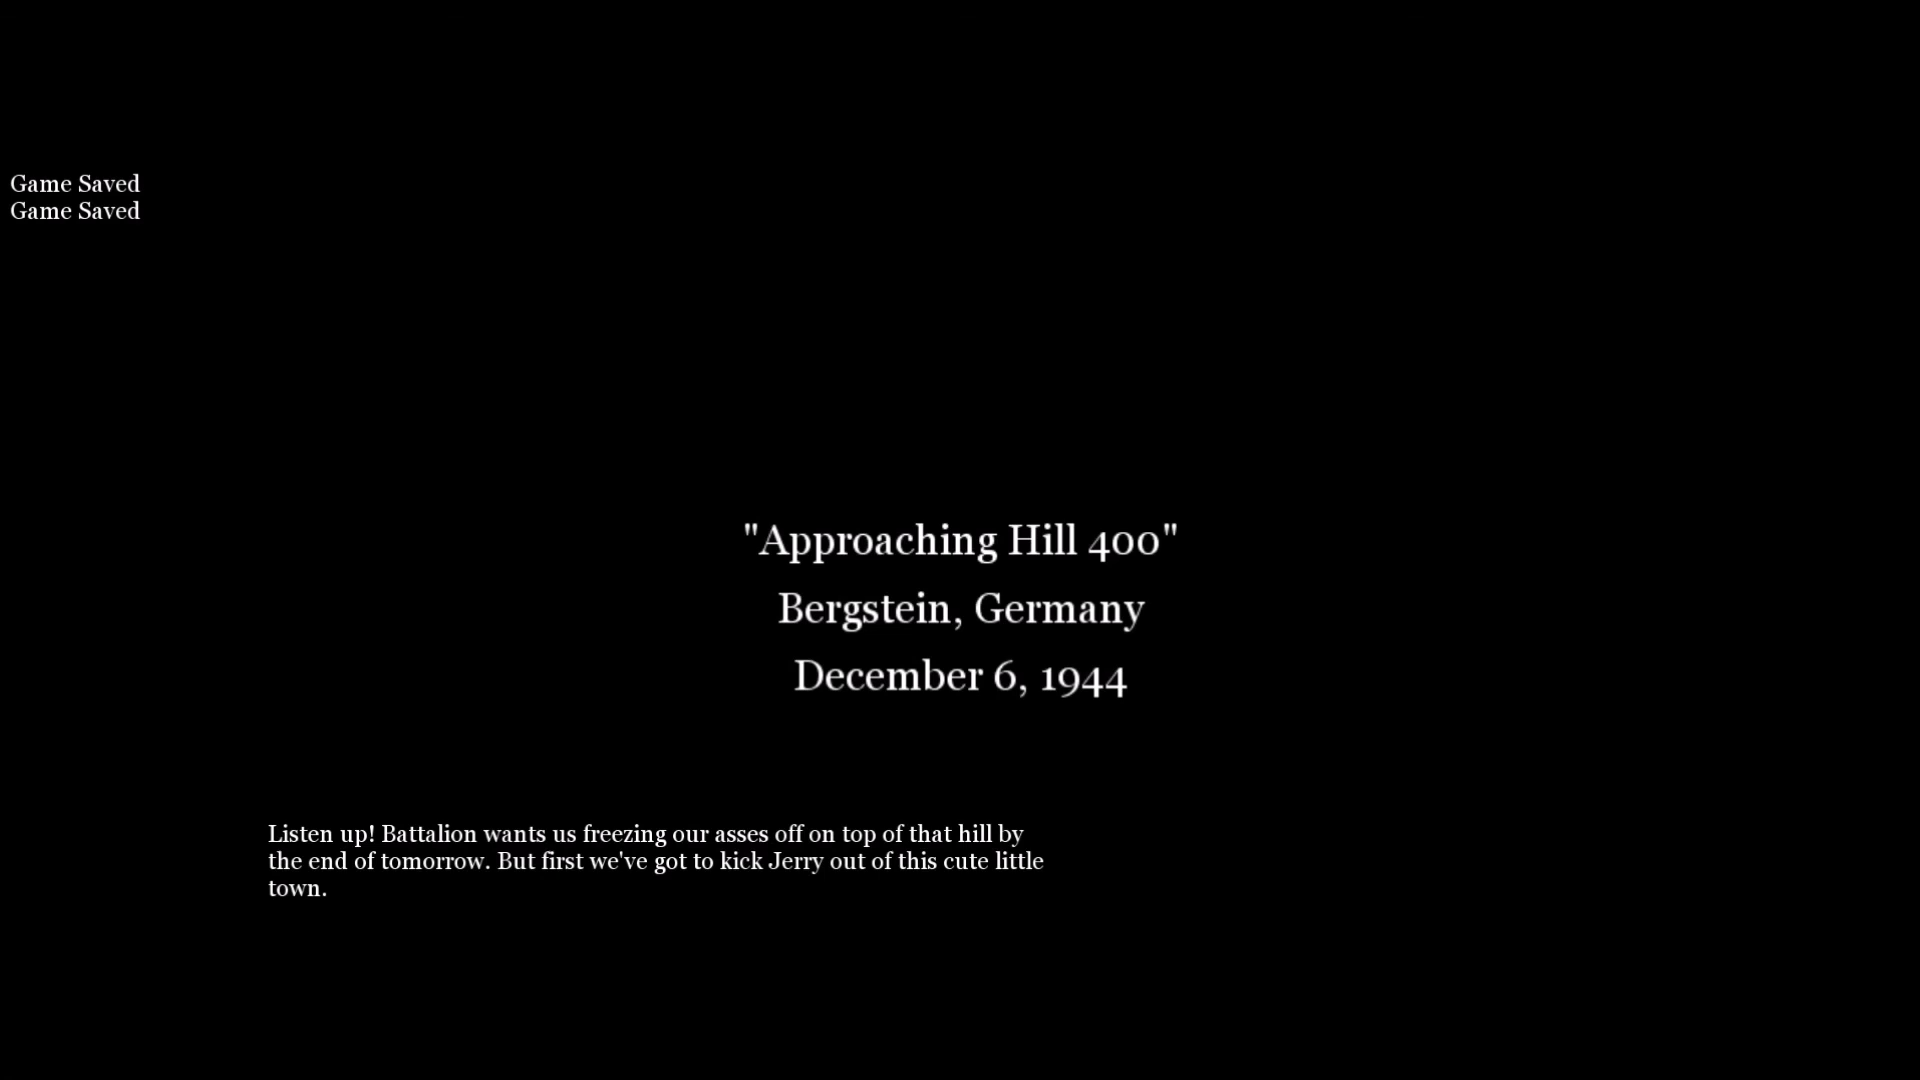 Game Saved
Game Saved
"Approaching Hill 400"
Bergstein, Germany
December 6, 1944
Listen up! Battalion wants us freezing our asses off on top of that hill by
the end of tomorrow. But first we've got to kick Jerry out of this cute little
town.